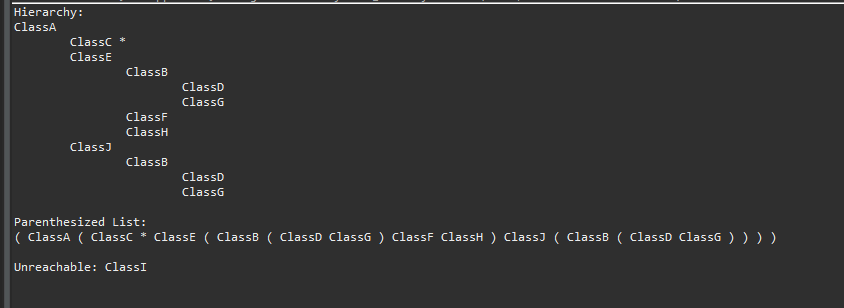 Hierarchy:
ClassA
ClassC *
ClassE
ClassB
ClassD
ClassG
ClassF
ClassH
ClassJ
ClassB
ClassD
ClassG
Parenthesized List:
( ClassA ( ClassC * ClassE ( ClassB ( ClassD ClassG ) ClassF ClassH ) ClassJ ( ClassB ( ClassD ClassG ) ) ) )
Unreachable: ClassI